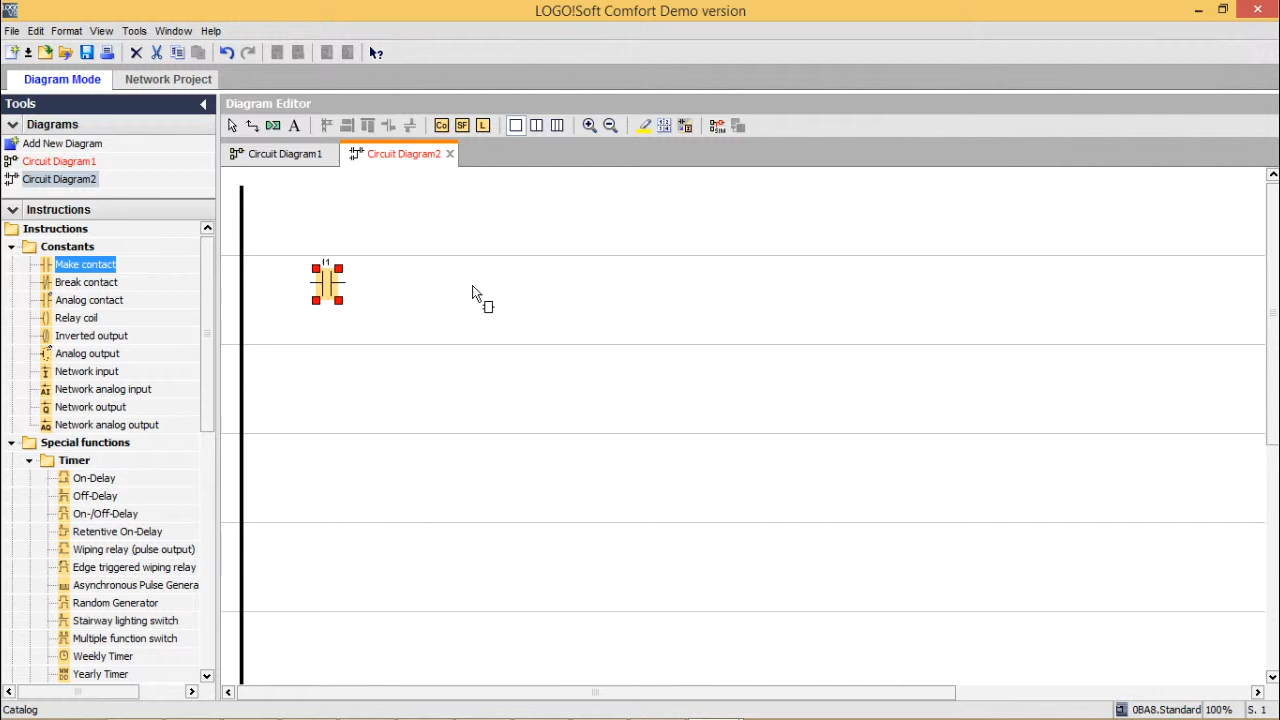 LOGO!Soft Comfort Demo version
File Edit Format View Tools Window Help
Diagram Mode Network Project
Tools
Diagram Editor
Diagrams
Co SF L
SIM
Add New Diagram
Circuit Diagram1
Circuit Diagram2
Circuit Diagram1 Circuit Diagram2
Instructions
Instructions
Constants
Make contact
I1
Break contact
Analog contact
Relay coil
Inverted output
Analog output
Network input
Network analog input
Network output
Network analog output
Special functions
Timer
On-Delay
Off-Delay
On-/Off-Delay
Retentive On-Delay
Wiping relay (pulse output)
Edge triggered wiping relay
Asynchronous Pulse Genera
Random Generator
Stairway lighting switch
Multiple function switch
Weekly Timer
Yearly Timer
Catalog
0BA8.Standard 100% S. 1